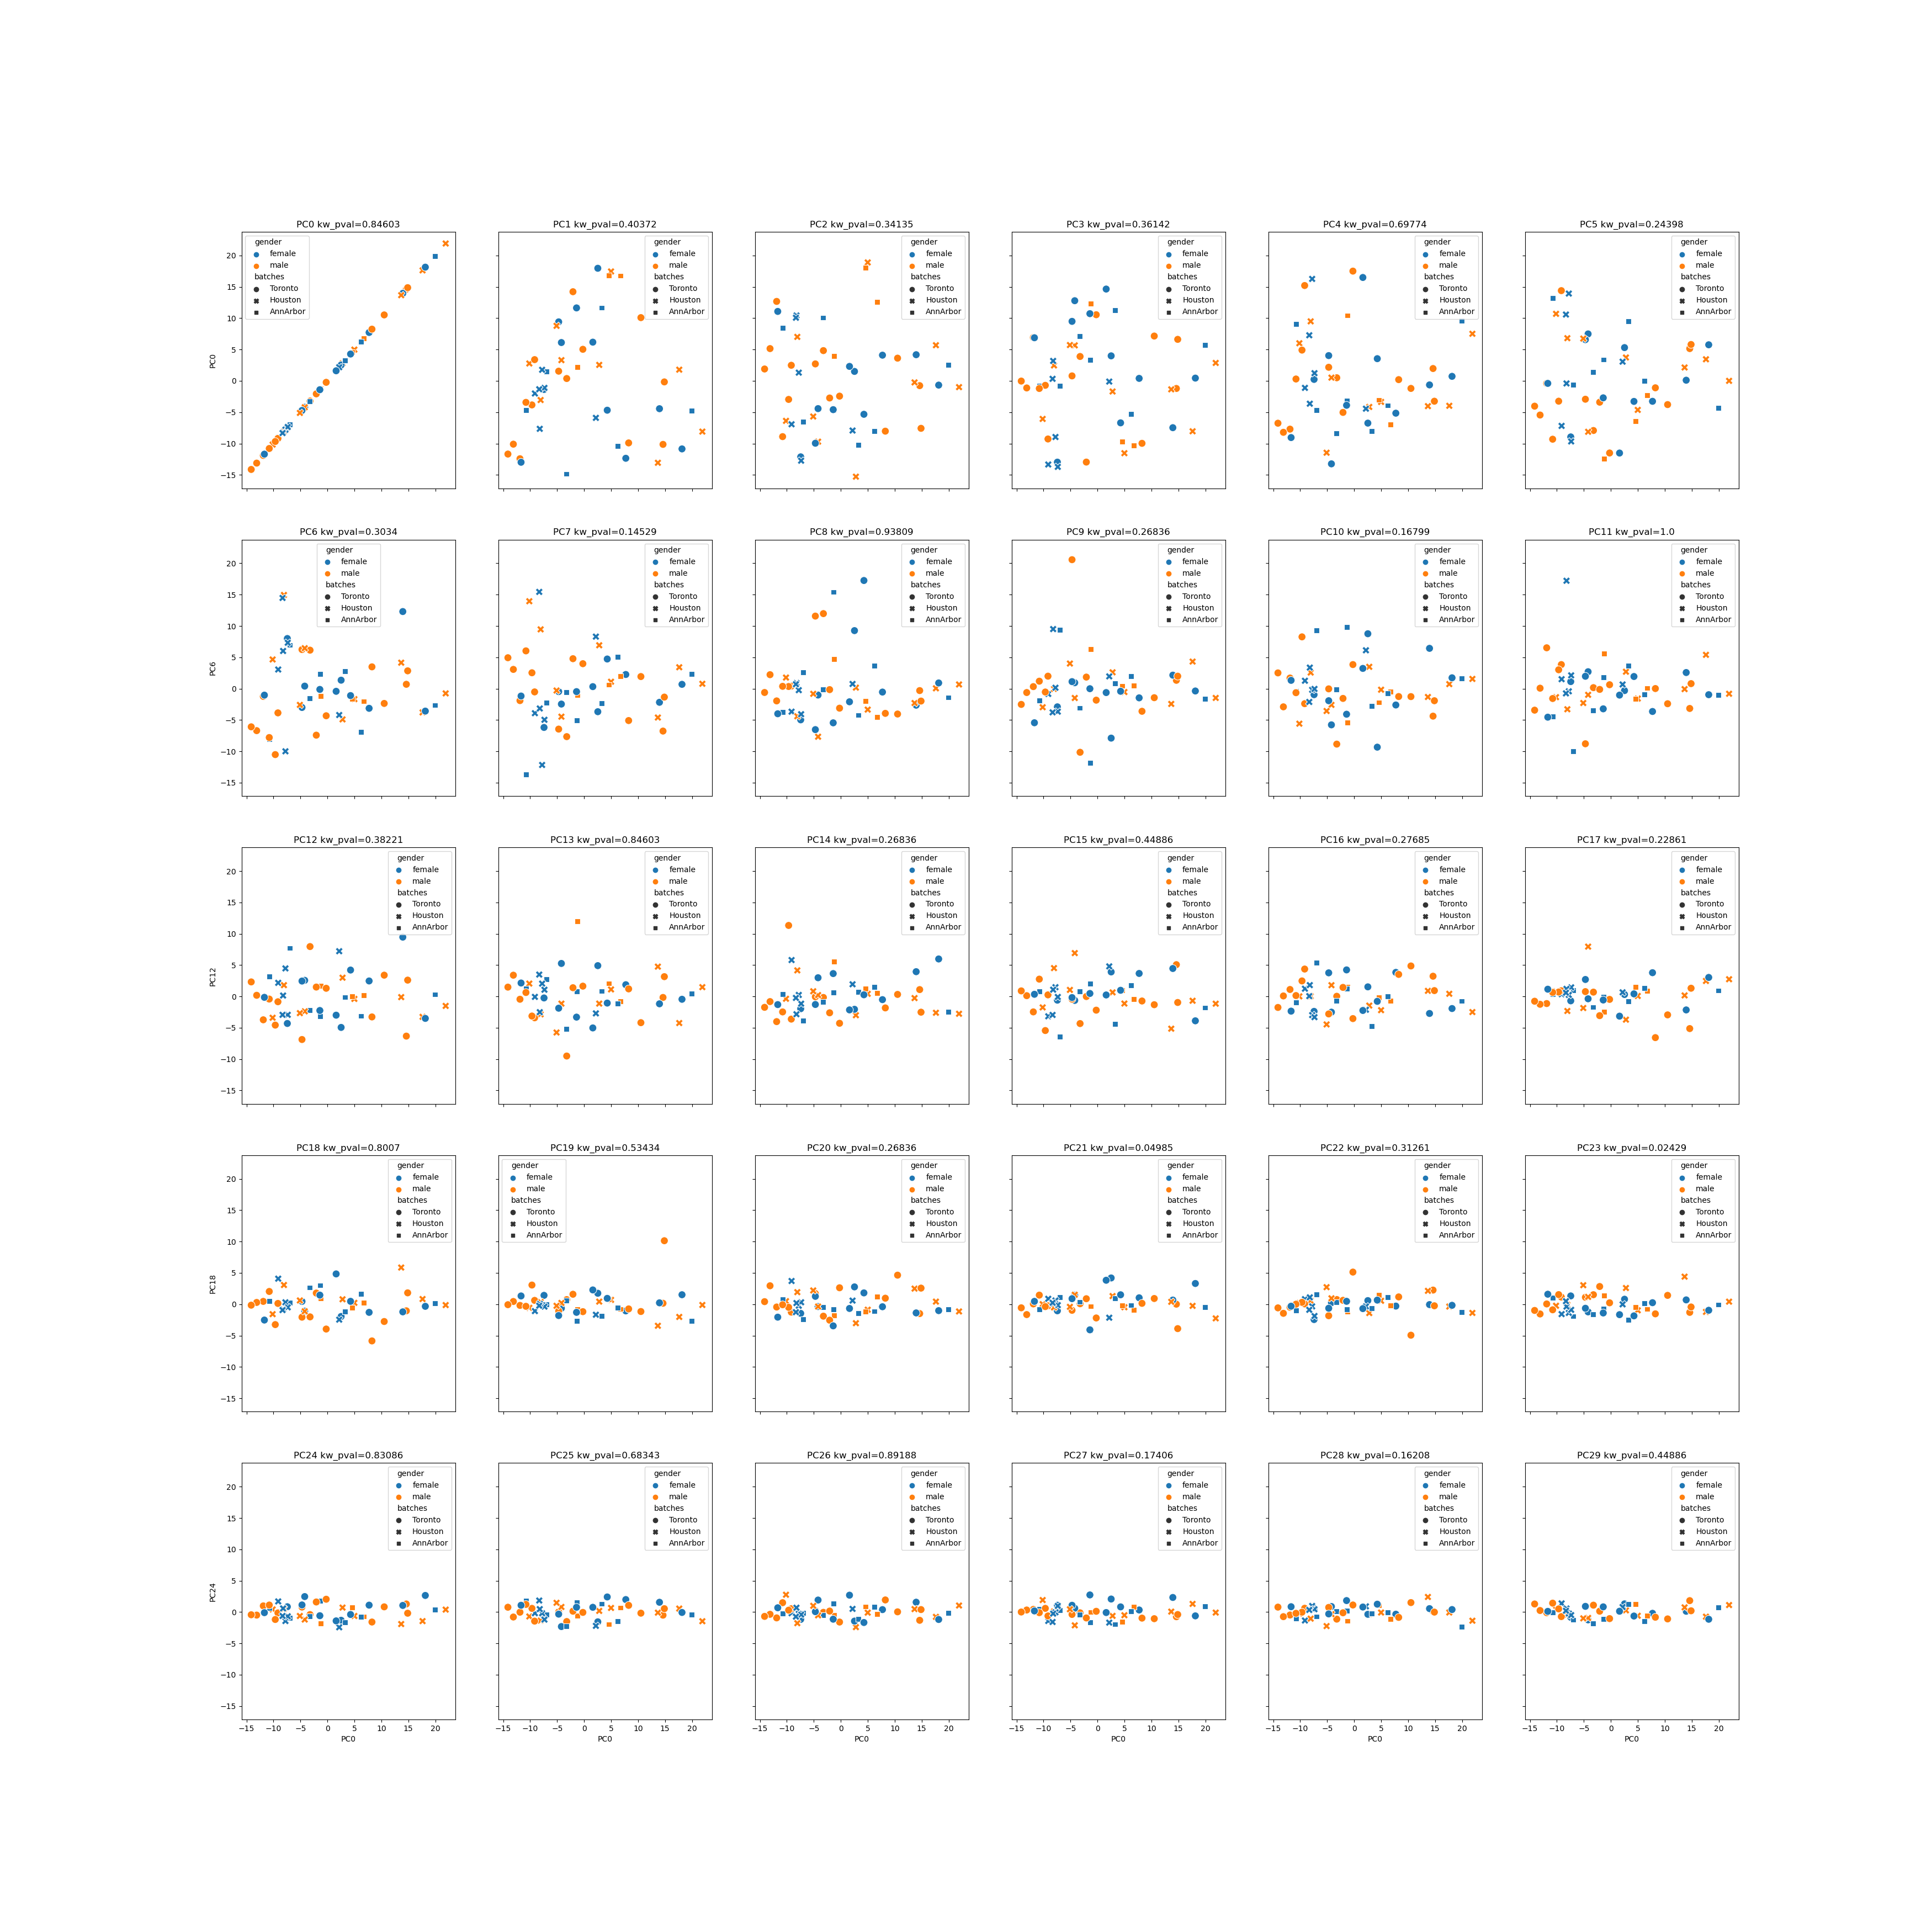 PC0 kw_pval=0.84603
PC1 kw_pval=0.40372
PC2 kw_pval=0.34135
PC3 kw_pval=0.36142
PC4 kw_pval=0.69774
PC5 kw_pval=0.24398
gender
female
male
batches
Toronto
Houston
AnnArbor
gender
female
male
batches
Toronto
Houston
AnnArbor
gender
female
male
batches
Toronto
Houston
AnnArbor
gender
female
male
batches
Toronto
Houston
AnnArbor
gender
female
male
batches
Toronto
Houston
AnnArbor
gender
female
male
batches
Toronto
Houston
AnnArbor
20
15
10
5
0
−5
−10
−15
PC0
PC6 kw_pval=0.3034
PC7 kw_pval=0.14529
PC8 kw_pval=0.93809
PC9 kw_pval=0.26836
PC10 kw_pval=0.16799
PC11 kw_pval=1.0
gender
female
male
batches
Toronto
Houston
AnnArbor
gender
female
male
batches
Toronto
Houston
AnnArbor
gender
female
male
batches
Toronto
Houston
AnnArbor
gender
female
male
batches
Toronto
Houston
AnnArbor
gender
female
male
batches
Toronto
Houston
AnnArbor
gender
female
male
batches
Toronto
Houston
AnnArbor
20
15
10
5
0
−5
−10
−15
PC6
PC12 kw_pval=0.38221
PC13 kw_pval=0.84603
PC14 kw_pval=0.26836
PC15 kw_pval=0.44886
PC16 kw_pval=0.27685
PC17 kw_pval=0.22861
gender
female
male
batches
Toronto
Houston
AnnArbor
gender
female
male
batches
Toronto
Houston
AnnArbor
gender
female
male
batches
Toronto
Houston
AnnArbor
gender
female
male
batches
Toronto
Houston
AnnArbor
gender
female
male
batches
Toronto
Houston
AnnArbor
gender
female
male
batches
Toronto
Houston
AnnArbor
20
15
10
5
0
−5
−10
−15
PC12
PC18 kw_pval=0.8007
PC19 kw_pval=0.53434
PC20 kw_pval=0.26836
PC21 kw_pval=0.04985
PC22 kw_pval=0.31261
PC23 kw_pval=0.02429
gender
female
male
batches
Toronto
Houston
AnnArbor
gender
female
male
batches
Toronto
Houston
AnnArbor
gender
female
male
batches
Toronto
Houston
AnnArbor
gender
female
male
batches
Toronto
Houston
AnnArbor
gender
female
male
batches
Toronto
Houston
AnnArbor
gender
female
male
batches
Toronto
Houston
AnnArbor
20
15
10
5
0
−5
−10
−15
PC18
PC24 kw_pval=0.83086
PC25 kw_pval=0.68343
PC26 kw_pval=0.89188
PC27 kw_pval=0.17406
PC28 kw_pval=0.16208
PC29 kw_pval=0.44886
gender
female
male
batches
Toronto
Houston
AnnArbor
gender
female
male
batches
Toronto
Houston
AnnArbor
gender
female
male
batches
Toronto
Houston
AnnArbor
gender
female
male
batches
Toronto
Houston
AnnArbor
gender
female
male
batches
Toronto
Houston
AnnArbor
gender
female
male
batches
Toronto
Houston
AnnArbor
20
15
10
5
0
−5
−10
−15
PC24
−15 −10 −5 0 5 10 15 20
PC0
−15 −10 −5 0 5 10 15 20
PC0
−15 −10 −5 0 5 10 15 20
PC0
−15 −10 −5 0 5 10 15 20
PC0
−15 −10 −5 0 5 10 15 20
PC0
−15 −10 −5 0 5 10 15 20
PC0